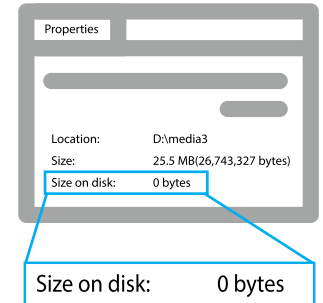 Properties
Location: D:\media3
Size: 25.5 MB(26,743,327 bytes)
Size on disk: 0 bytes
Size on disk: 0 bytes